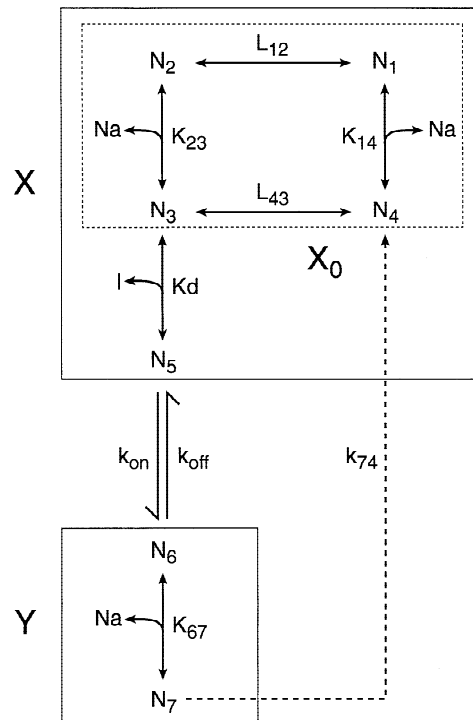 N2 L12 N1
Na K23 K14 Na
X
N3 L43 N4
X0
I Kd
N5
kon koff k74
N6
Y Na K67
N7